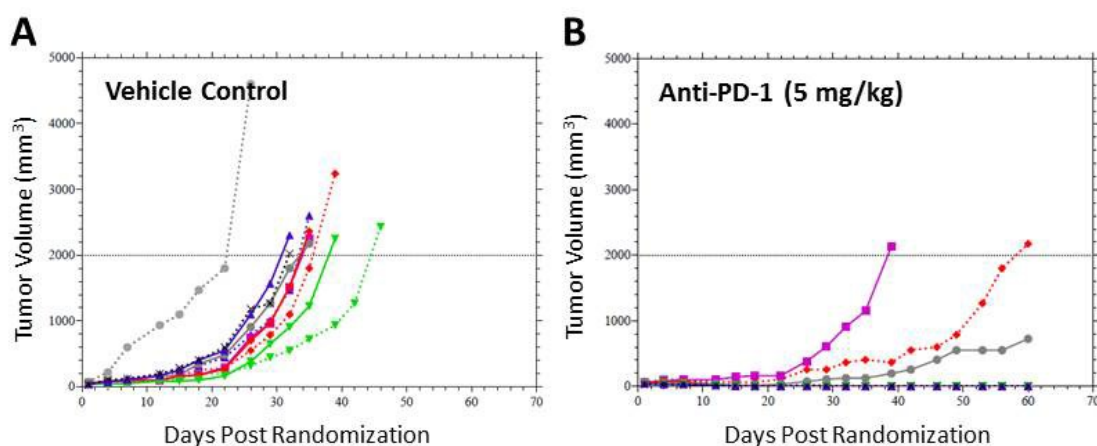 A
B
Vehicle Control
Anti-PD-1 (5 mg/kg)
Tumor Volume (mm³)
5000
4000
3000
2000
1000
0
0 10 20 30 40 50 60 70
Days Post Randomization
Tumor Volume (mm³)
5000
4000
3000
2000
1000
0
0 10 20 30 40 50 60 70
Days Post Randomization